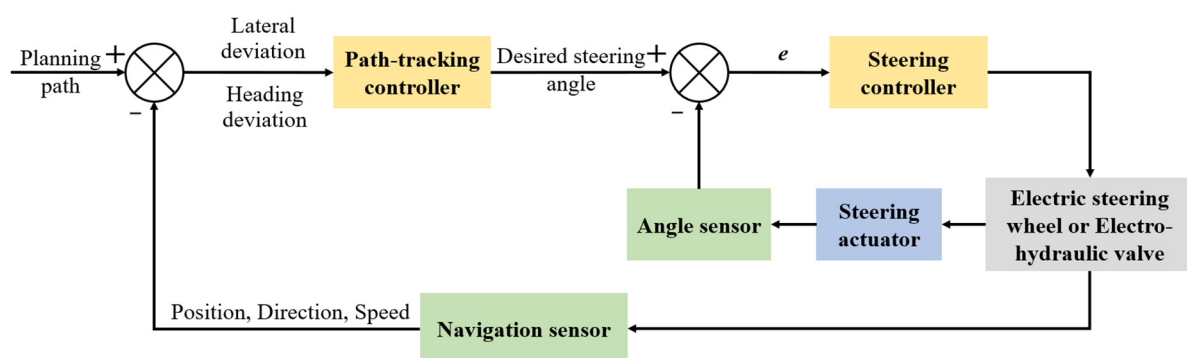 Planning
path
+
−
Lateral
deviation
Heading
deviation
Path-tracking
controller
Desired steering
angle
+
−
e
Steering
controller
Electric steering
wheel or Electro-
hydraulic valve
Steering
actuator
Angle sensor
Position, Direction, Speed
Navigation sensor